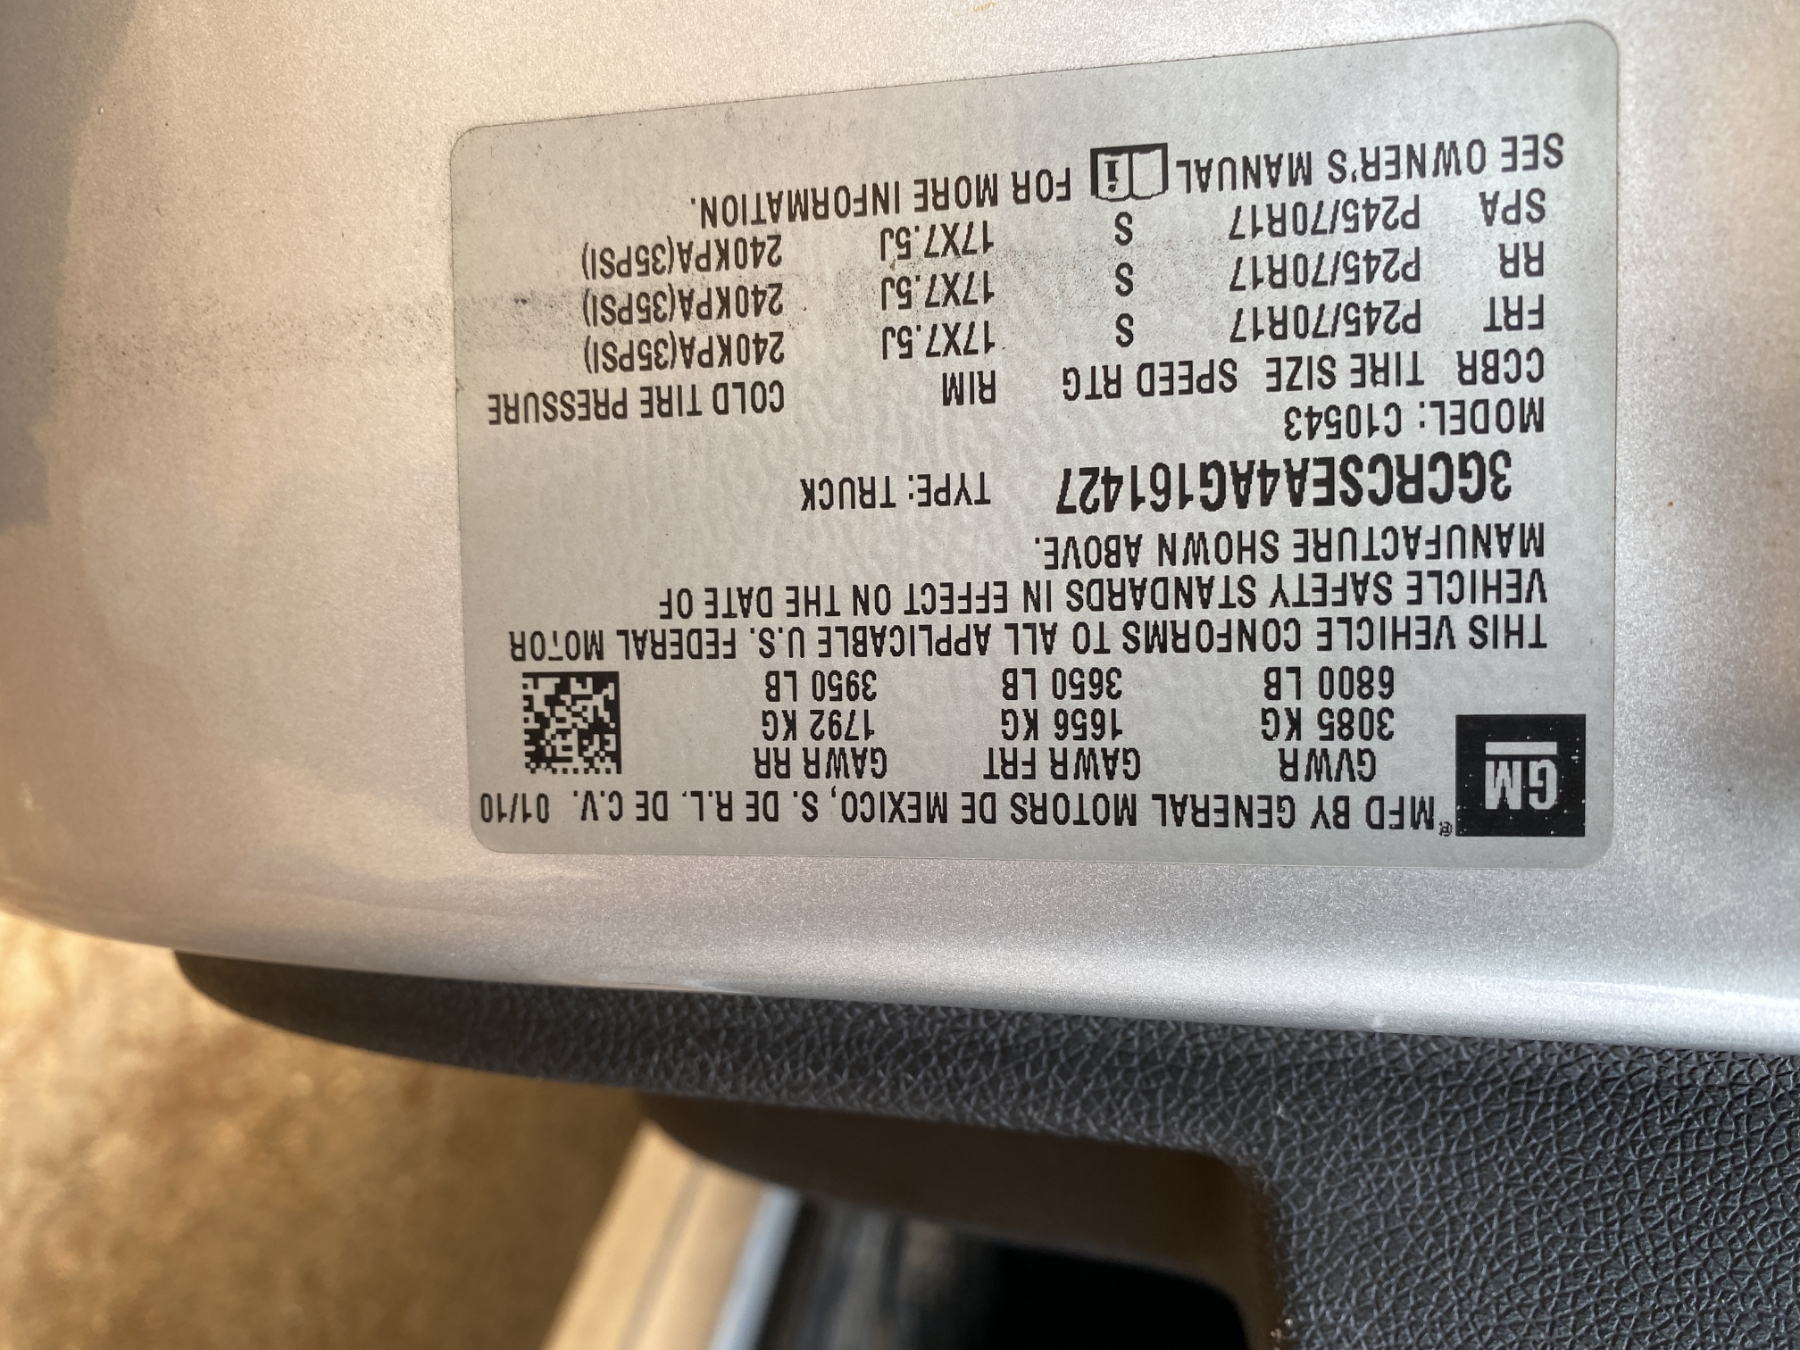 GM
® MFD BY GENERAL MOTORS DE MEXICO, S. DE R.L. DE C.V. 01/10
GVWR GAWR FRT GAWR RR
3085 KG 1656 KG 1792 KG
6800 LB 3650 LB 3950 LB
THIS VEHICLE CONFORMS TO ALL APPLICABLE U.S. FEDERAL MOTOR
VEHICLE SAFETY STANDARDS IN EFFECT ON THE DATE OF
MANUFACTURE SHOWN ABOVE.
3GCRCSEA4AG161427 TYPE: TRUCK
MODEL: C10543
CCBR TIRE SIZE SPEED RTG RIM COLD TIRE PRESSURE
FRT P245/70R17 S 17X7.5J 240KPA(35PSI)
RR P245/70R17 S 17X7.5J 240KPA(35PSI)
SPA P245/70R17 S 17X7.5J 240KPA(35PSI)
SEE OWNER'S MANUAL i FOR MORE INFORMATION.